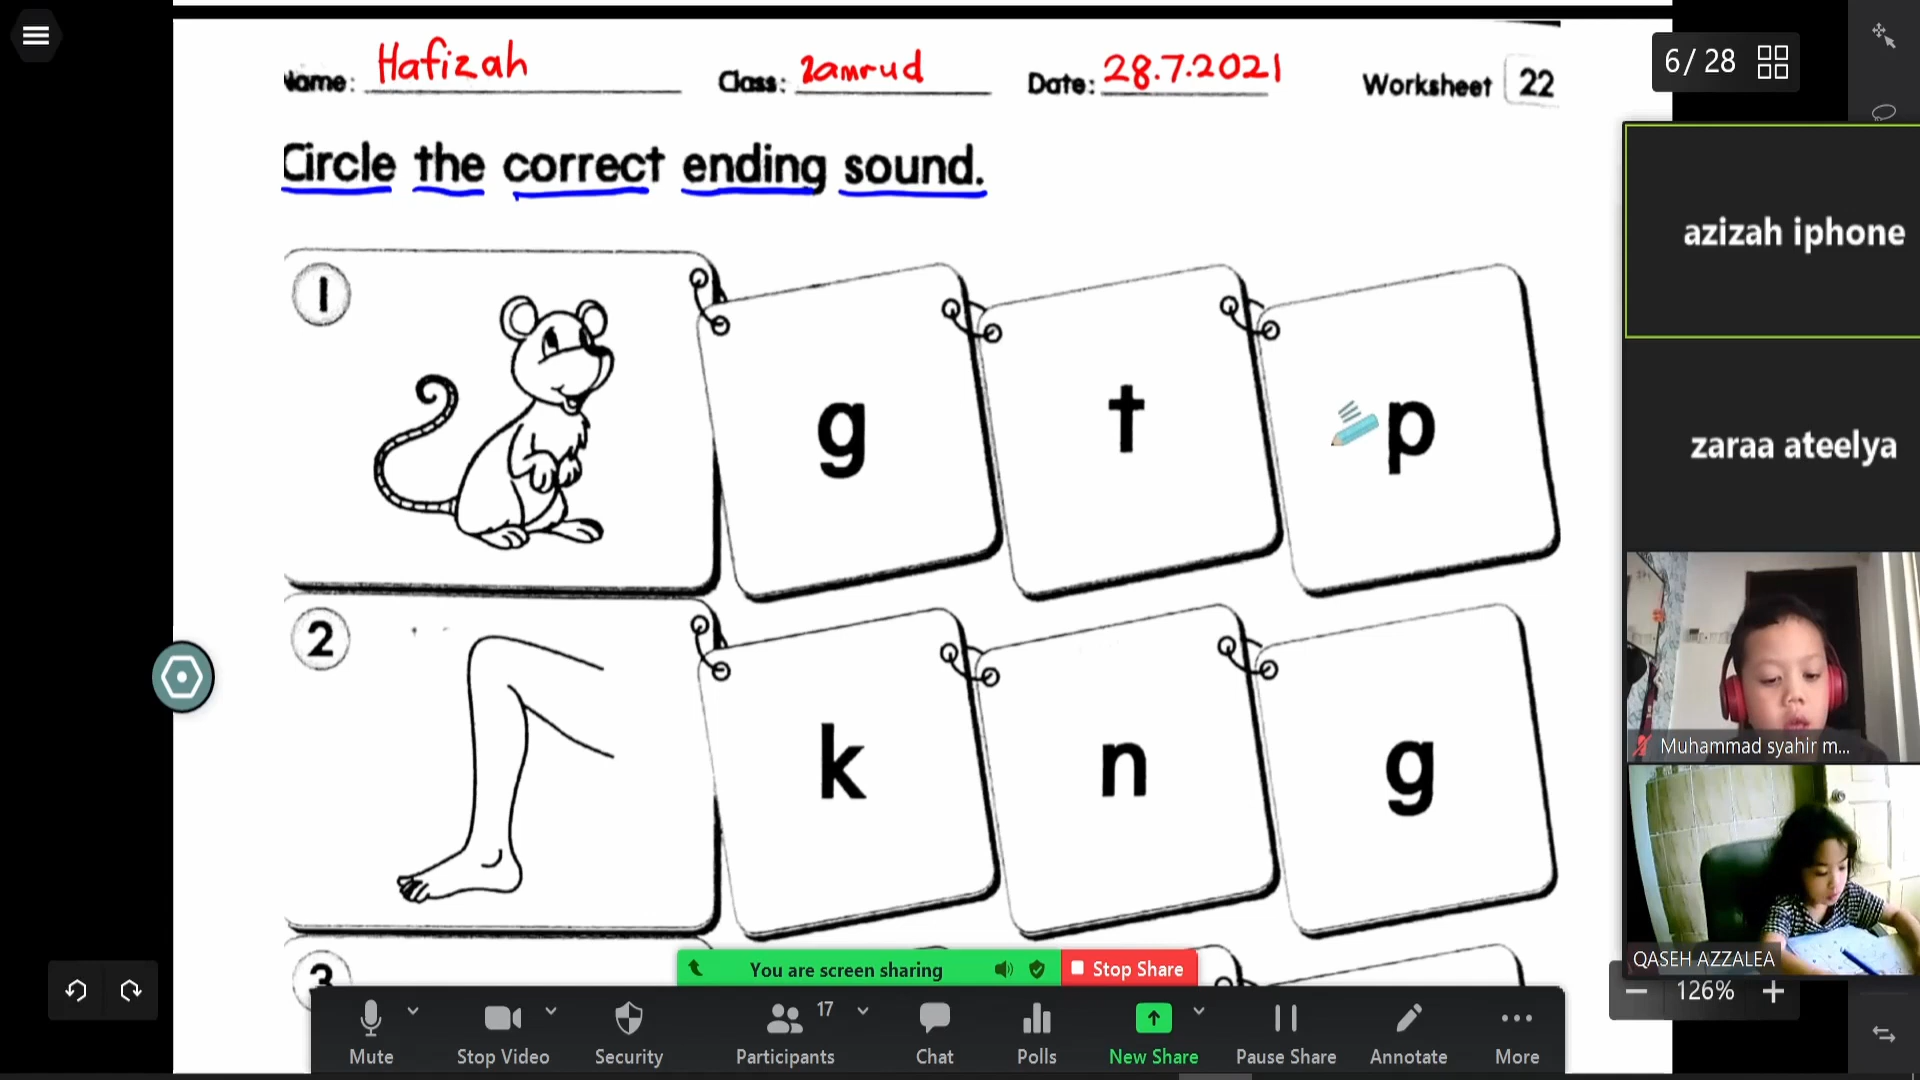 Name: Hafizah Class: 2amrud Date: 28.7.2021 Worksheet 22
6/ 28
Circle the correct ending sound.
azizah iphone
1
g t p
zaraa ateelya
2
k n g
Muhammad syahir m...
QASEH AZZALEA
3
You are screen sharing Stop Share
126%
17
Mute Stop Video Security Participants Chat Polls New Share Pause Share Annotate More